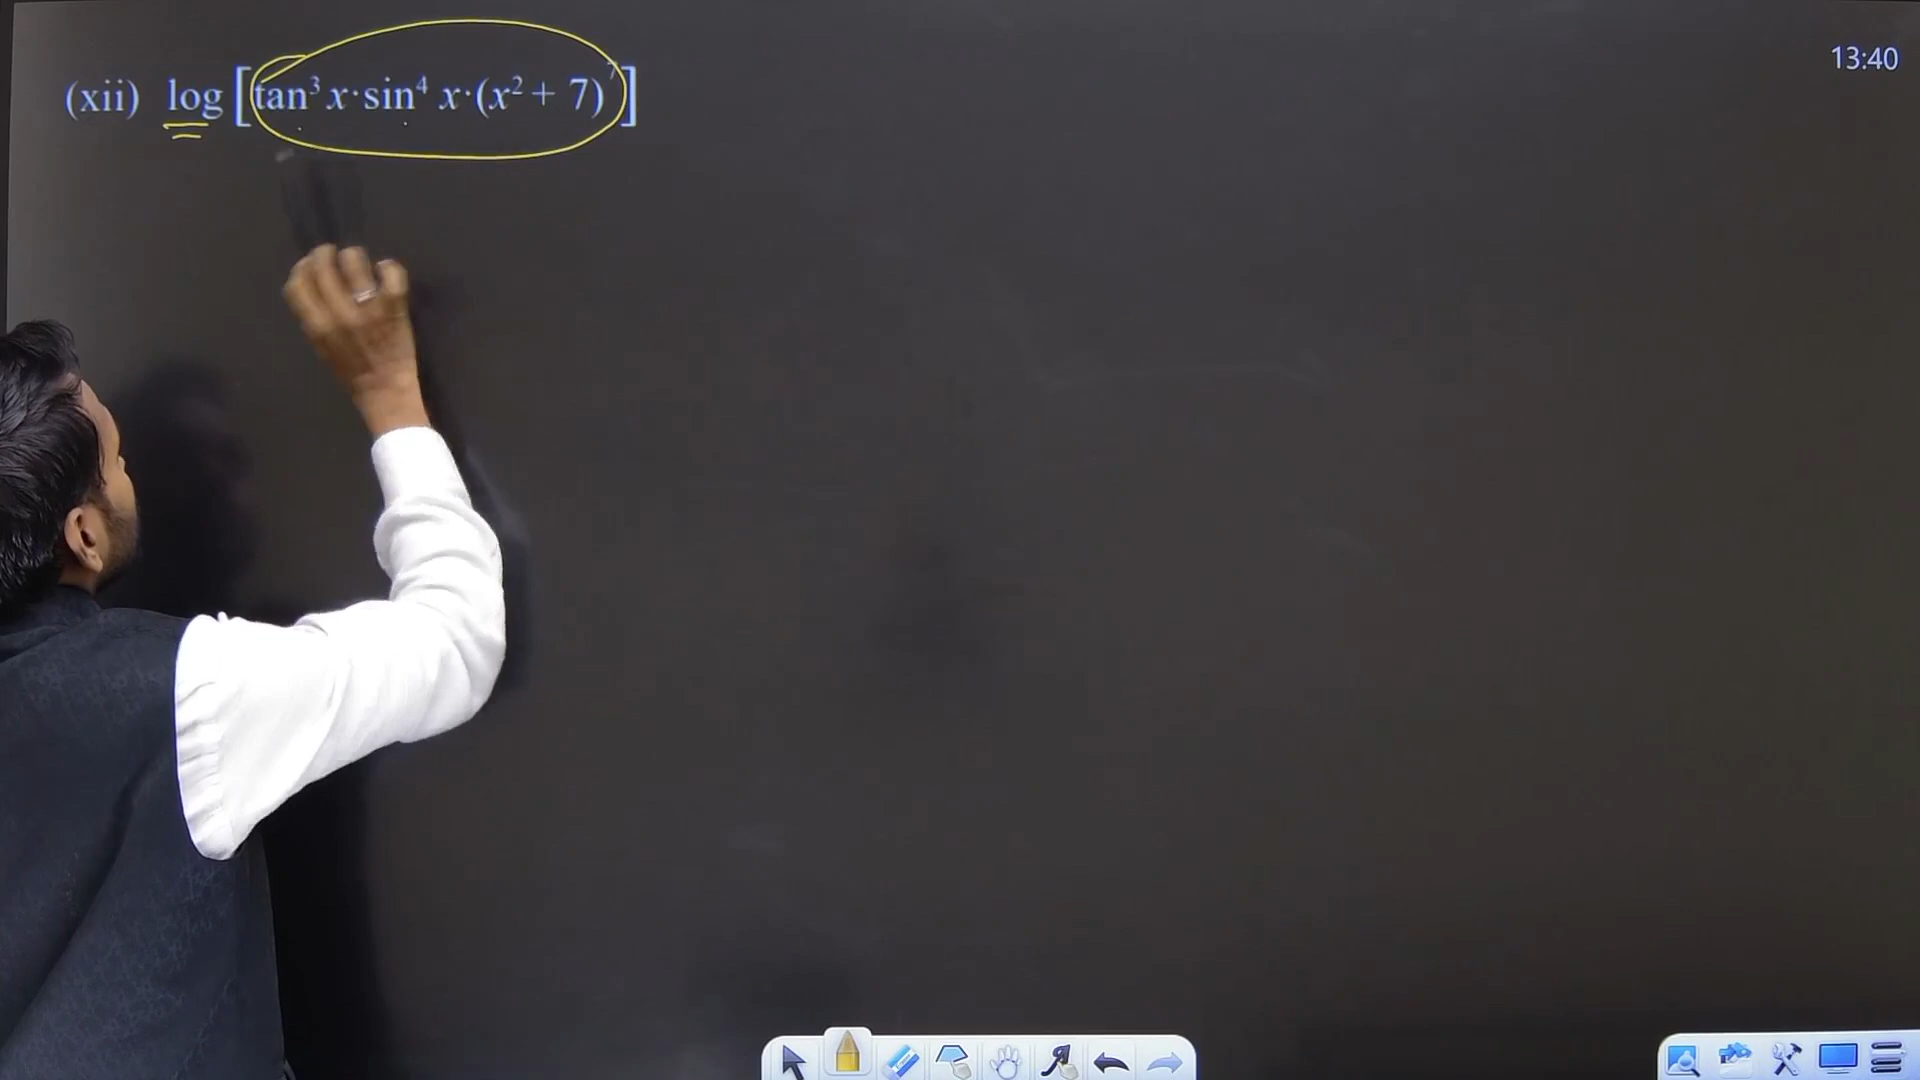 13:40
(xii) log [tan³ x·sin⁴ x·(x² + 7)⁷]